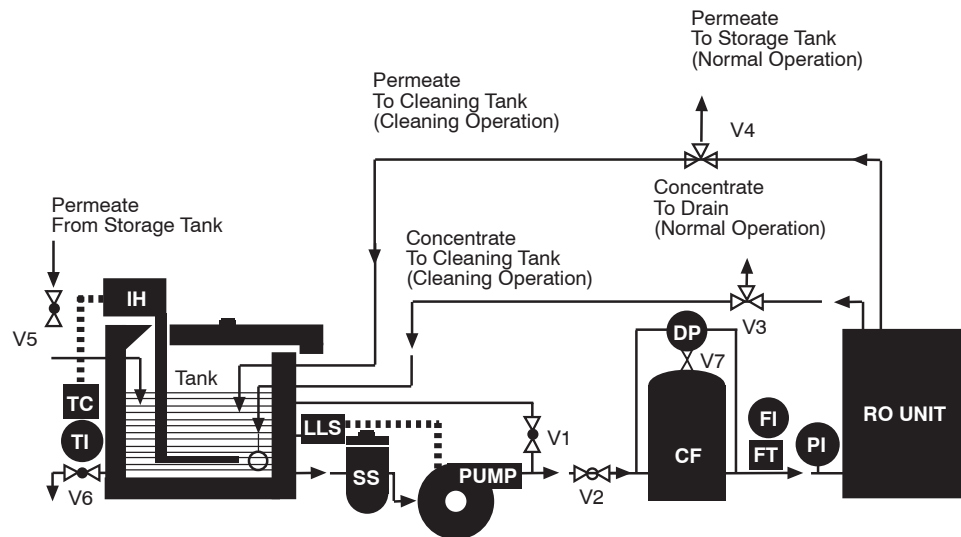 Permeate
To Storage Tank
(Normal Operation)
Permeate
To Cleaning Tank
(Cleaning Operation)
V4
Concentrate
To Drain
(Normal Operation)
Permeate
From Storage Tank
Concentrate
To Cleaning Tank
(Cleaning Operation)
IH
V5
V3
DP
V7
Tank
TC
TI
LLS
V1
FI
RO UNIT
PI
FT
CF
SS
PUMP
V6
V2